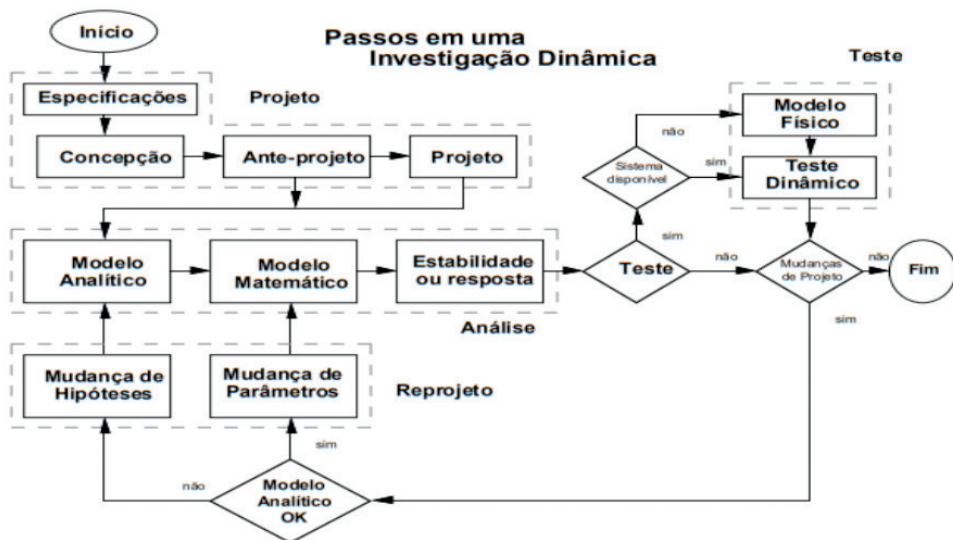 Início
Passos em uma
Investigação Dinâmica
Teste
Especificações
Projeto
Modelo
Físico
não
Concepção
Ante-projeto
Projeto
Sistema
disponível
sim
Teste
Dinâmico
sim
Modelo
Analítico
Modelo
Matemático
Estabilidade
ou resposta
Teste
não
Mudanças
de Projeto
não
Fim
Análise
sim
Mudança de
Hipóteses
Mudança de
Parâmetros
Reprojeto
sim
não
Modelo
Analítico
OK